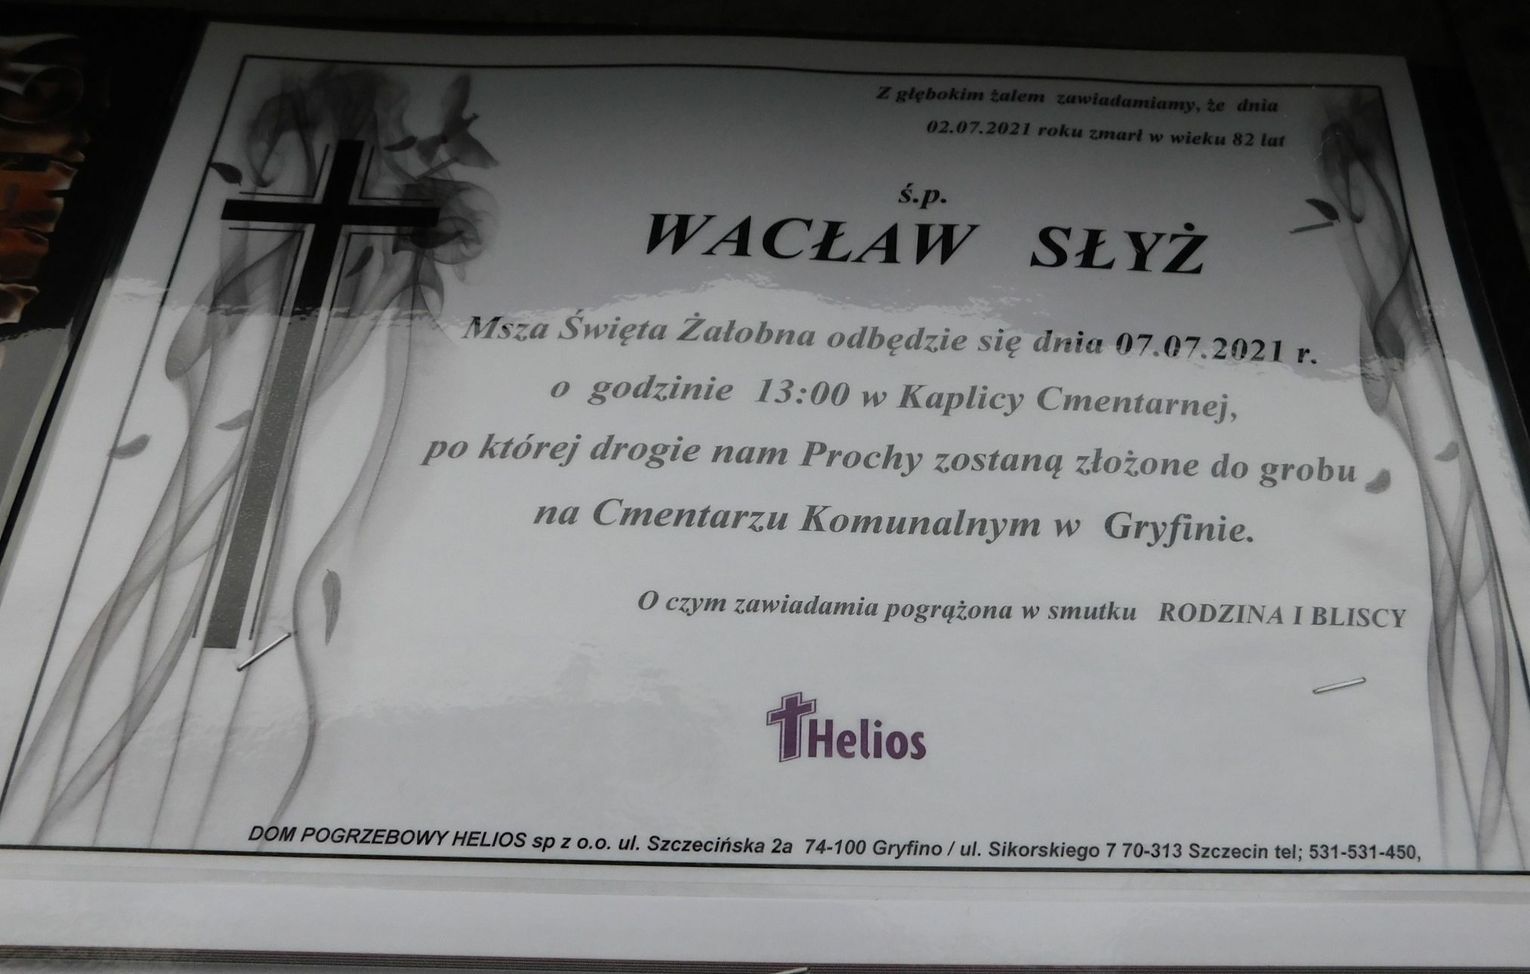 Z głębokim żalem zawiadamiamy, że dnia
02.07.2021 roku zmarł w wieku 82 lat
ś.p.
WACŁAW SŁYŻ
Msza Święta Żałobna odbędzie się dnia 07.07.2021 r.
o godzinie 13:00 w Kaplicy Cmentarnej,
po której drogie nam Prochy zostaną złożone do grobu
na Cmentarzu Komunalnym w Gryfinie.
O czym zawiadamia pogrążona w smutku RODZINA I BLISCY
Helios
DOM POGRZEBOWY HELIOS sp z o.o. ul. Szczecińska 2a 74-100 Gryfino / ul. Sikorskiego 7 70-313 Szczecin tel; 531-531-450,